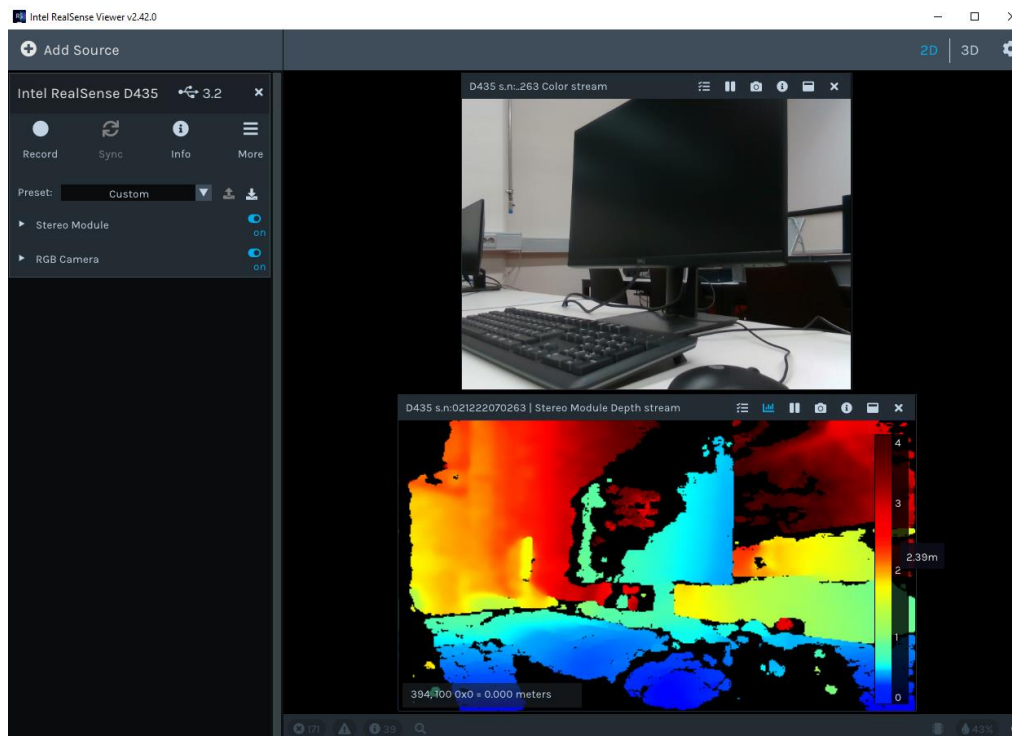 Intel RealSense Viewer v2.42.0
Add Source
2D | 3D
Intel RealSense D435 3.2
Record Sync Info More
Preset: Custom
Stereo Module on
RGB Camera on
D435 s.n:..263 Color stream
DELL
D435 s.n:021222070263 | Stereo Module Depth stream
4
3
2.39m
2
1
0
394,100 0x0 = 0.000 meters
171 39 43%